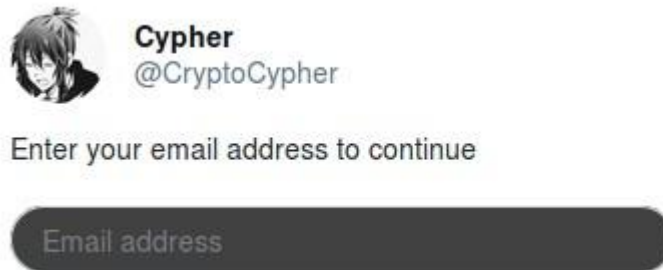 Cypher
@CryptoCypher
Enter your email address to continue
Email address